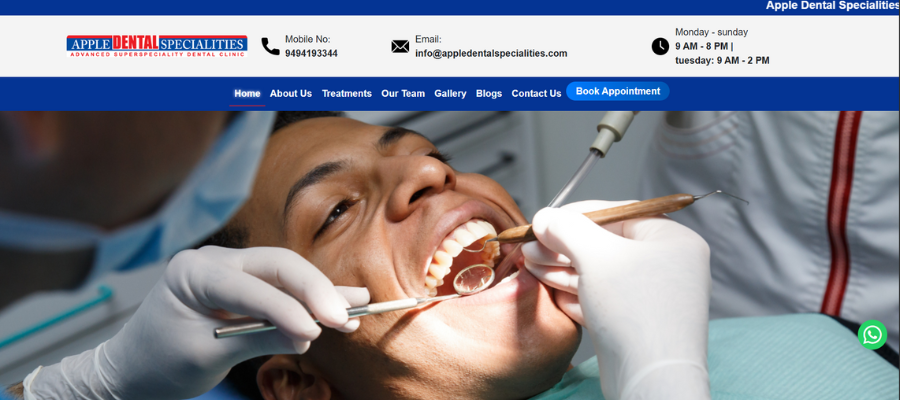 Apple Dental Specialities
APPLE DENTAL SPECIALITIES
ADVANCED SUPERSPECIALITY DENTAL CLINIC
Mobile No:
9494193344
Email:
info@appledentalspecialities.com
Monday - sunday
9 AM - 8 PM |
tuesday: 9 AM - 2 PM
Home About Us Treatments Our Team Gallery Blogs Contact Us Book Appointment